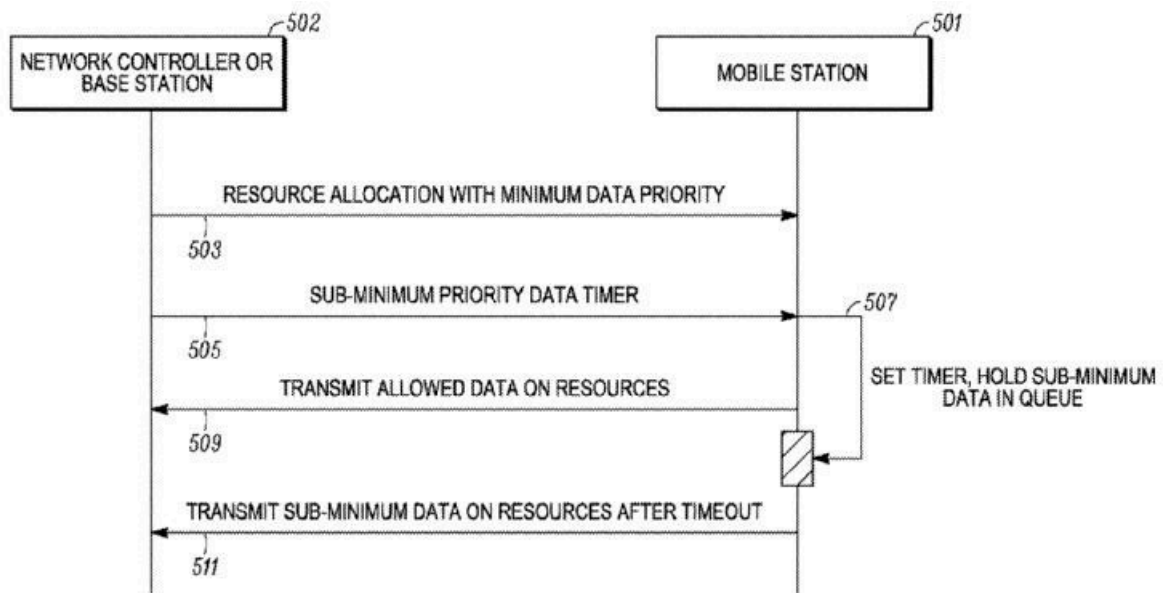 502
NETWORK CONTROLLER OR
BASE STATION
501
MOBILE STATION
RESOURCE ALLOCATION WITH MINIMUM DATA PRIORITY
503
SUB-MINIMUM PRIORITY DATA TIMER
507
505
SET TIMER, HOLD SUB-MINIMUM
DATA IN QUEUE
TRANSMIT ALLOWED DATA ON RESOURCES
509
TRANSMIT SUB-MINIMUM DATA ON RESOURCES AFTER TIMEOUT
511